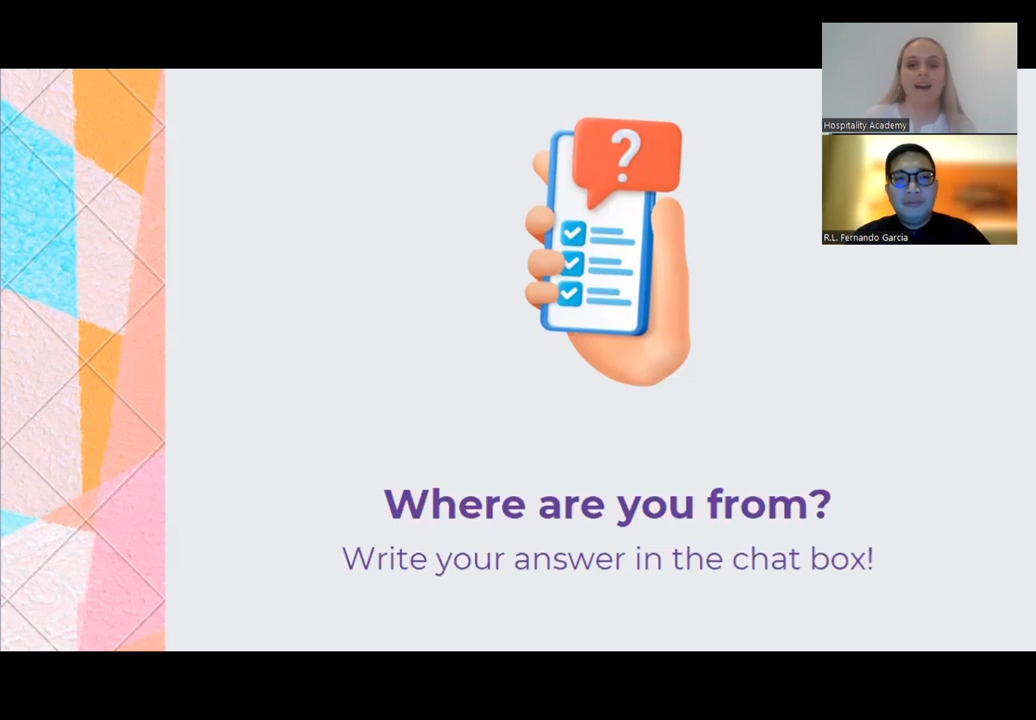 Hospitality Academy
?
R.L. Fernando Garcia
Where are you from?
Write your answer in the chat box!